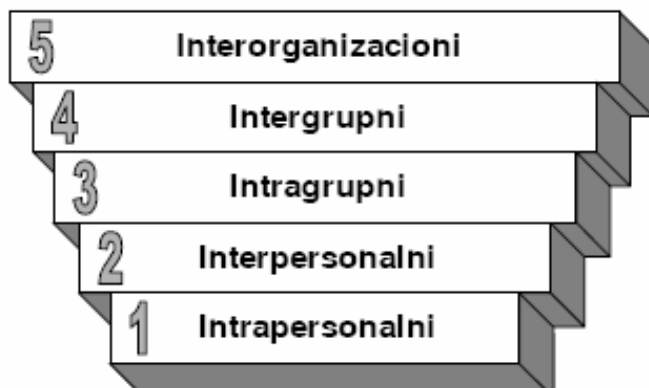 5 Interorganizacioni
4 Intergrupni
3 Intragrupni
2 Interpersonalni
1 Intrapersonalni